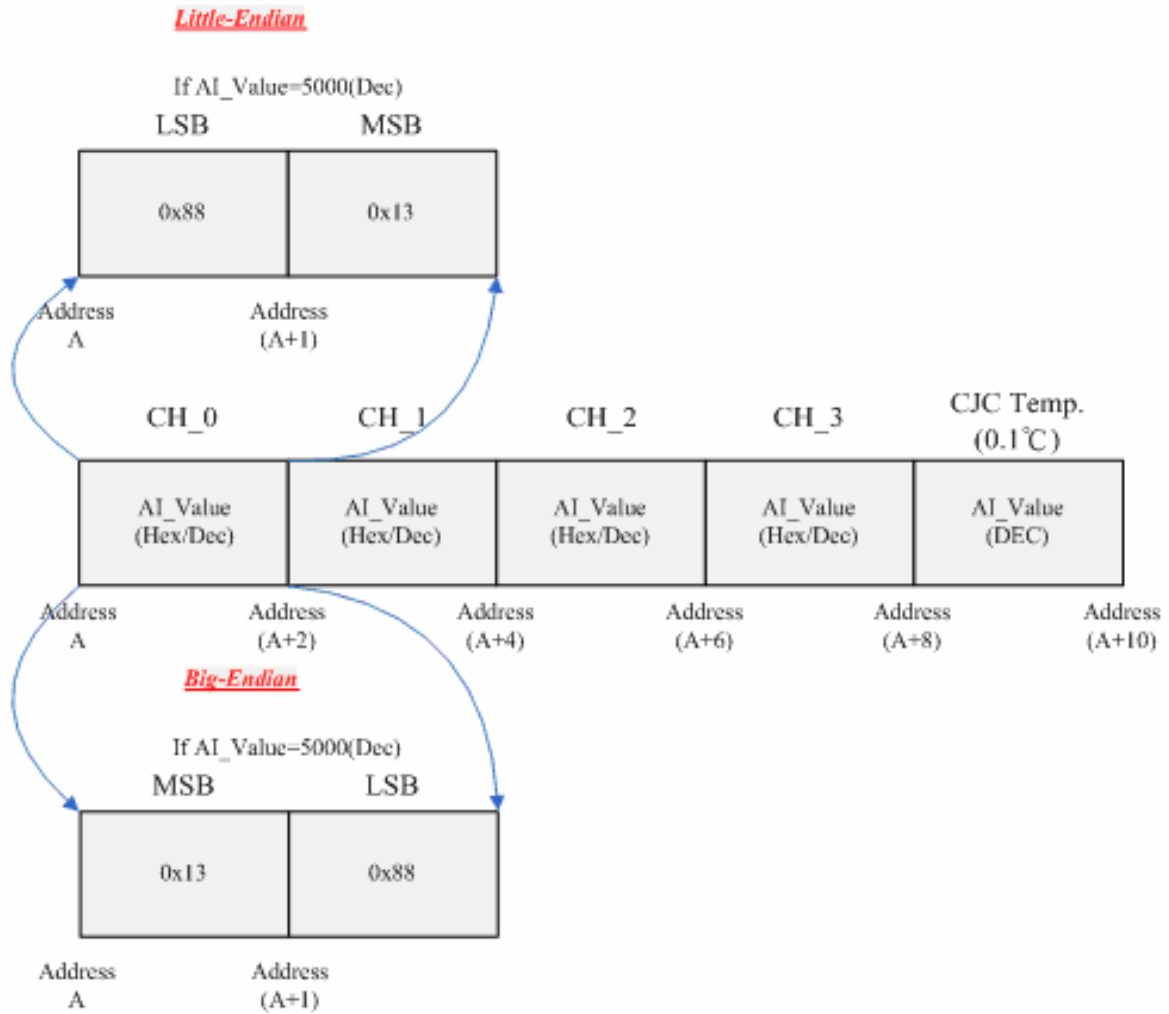 Little-Endian
If AI_Value=5000(Dec)
LSB MSB
0x88 0x13
Address Address
A (A+1)
CH_0 CH_1 CH_2 CH_3 CJC Temp.
(0.1℃)
AI_Value AI_Value AI_Value AI_Value AI_Value
(Hex/Dec) (Hex/Dec) (Hex/Dec) (Hex/Dec) (DEC)
Address Address Address Address Address Address
A (A+2) (A+4) (A+6) (A+8) (A+10)
Big-Endian
If AI_Value=5000(Dec)
MSB LSB
0x13 0x88
Address Address
A (A+1)